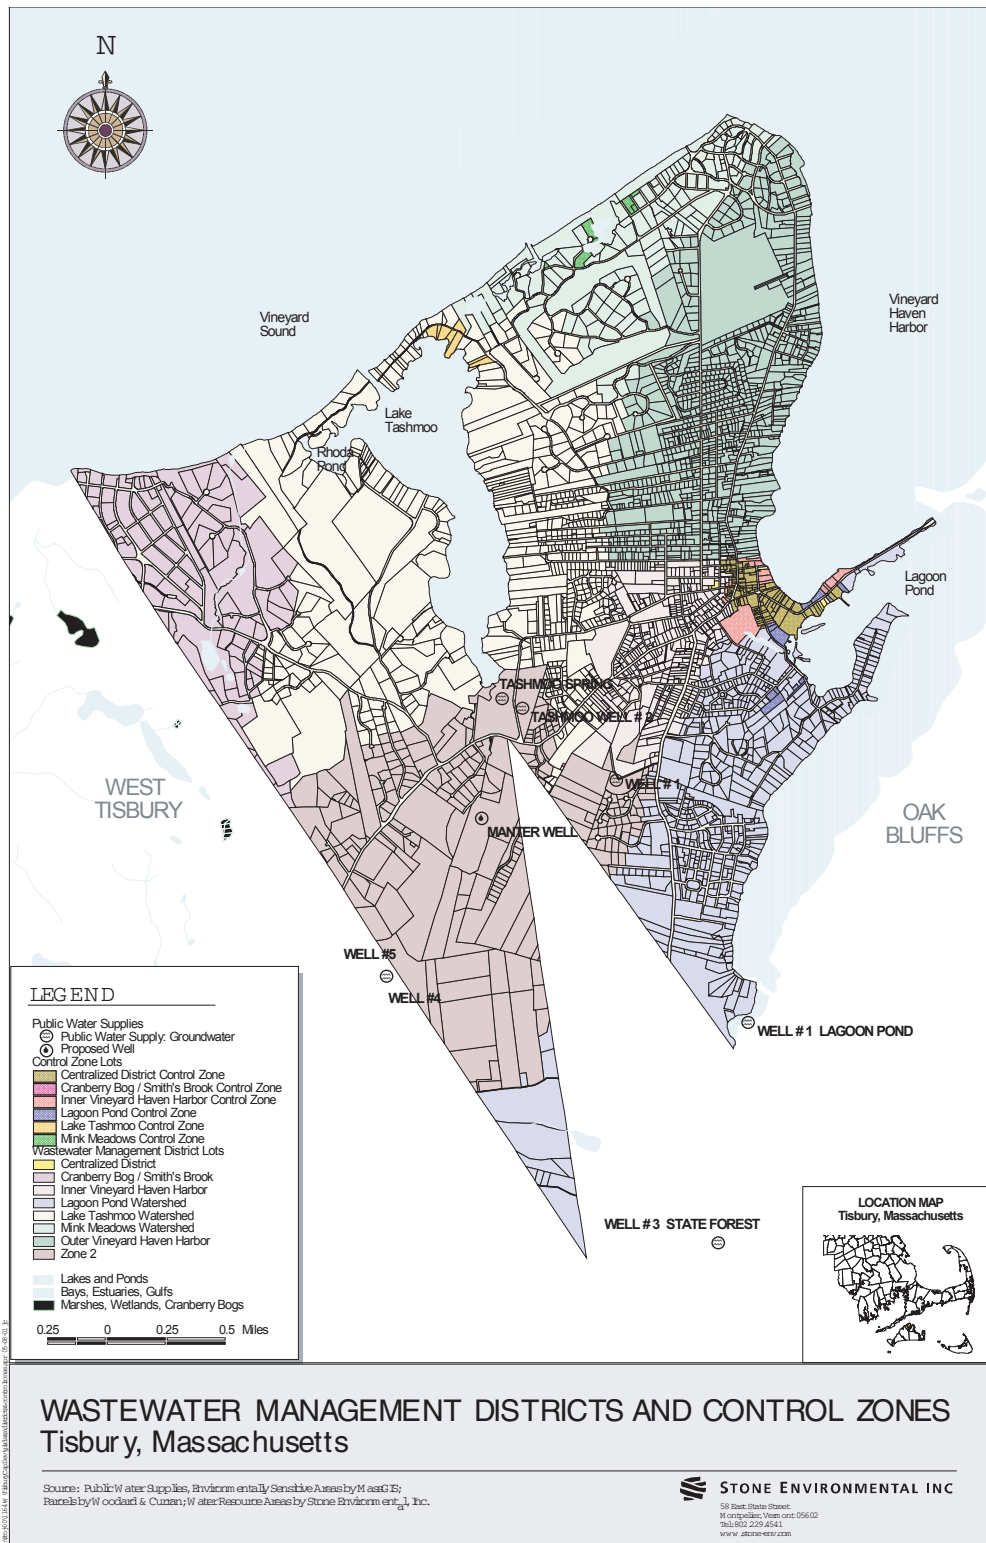 N
Vineyard
Sound
Vineyard
Haven
Harbor
Lake
Tashmoo
Rhoda
Pond
Lagoon
Pond
TASHMOO SPRING
TASHMOO WELL # 2
WEST
TISBURY
WELL # 1
OAK
BLUFFS
MANTER WELL
WELL #5
WELL #4
WELL # 1 LAGOON POND
WELL # 3 STATE FOREST
LEGEND
Public Water Supplies
Public Water Supply: Groundwater
Proposed Well
Control Zone Lots
Centralized District Control Zone
Cranberry Bog / Smith's Brook Control Zone
Inner Vineyard Haven Harbor Control Zone
Lagoon Pond Control Zone
Lake Tashmoo Control Zone
Mink Meadows Control Zone
Wastewater Management District Lots
Centralized District
Cranberry Bog / Smith's Brook
Inner Vineyard Haven Harbor
Lagoon Pond Watershed
Lake Tashmoo Watershed
Mink Meadows Watershed
Outer Vineyard Haven Harbor
Zone 2
Lakes and Ponds
Bays, Estuaries, Gulfs
Marshes, Wetlands, Cranberry Bogs
0.25 0 0.25 0.5 Miles
LOCATION MAP
Tisbury, Massachusetts
WASTEWATER MANAGEMENT DISTRICTS AND CONTROL ZONES
Tisbury, Massachusetts
Source: Public Water Supplies, Environmentally Sensitive Areas by MassGIS;
Parcels by Woodard & Curran; Water Resource Areas by Stone Environmental, Inc.
STONE ENVIRONMENTAL INC
58 East State Street
Montpelier, Vermont 05602
Tel: 802.229.4541
www.stone-env.com